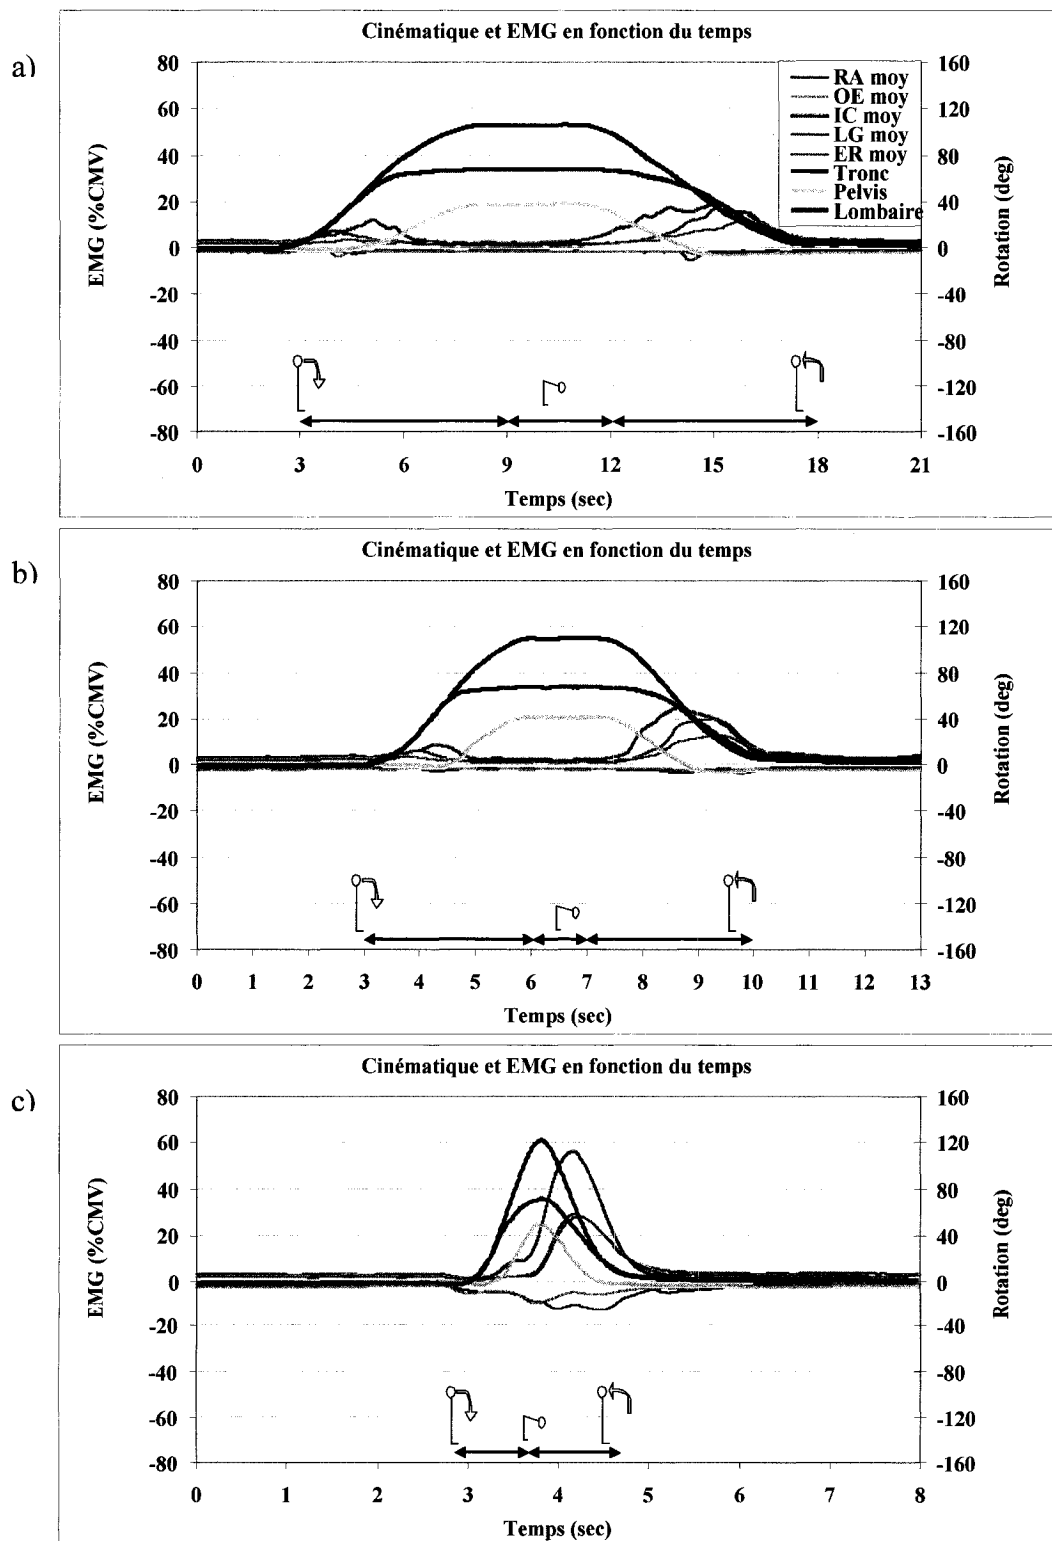 a)
Cinématique et EMG en fonction du temps
80
60
40
20
0
-20
-40
-60
-80
EMG (%CMV)
160
120
80
40
0
-40
-80
-120
-160
Rotation (deg)
RA moy
OE moy
IC moy
LG moy
ER moy
Tronc
Pelvis
Lombaire
0 3 6 9 12 15 18 21
Temps (sec)
b)
Cinématique et EMG en fonction du temps
80
60
40
20
0
-20
-40
-60
-80
EMG (%CMV)
160
120
80
40
0
-40
-80
-120
-160
Rotation (deg)
0 1 2 3 4 5 6 7 8 9 10 11 12 13
Temps (sec)
c)
Cinématique et EMG en fonction du temps
80
60
40
20
0
-20
-40
-60
-80
EMG (%CMV)
160
120
80
40
0
-40
-80
-120
-160
Rotation (deg)
0 1 2 3 4 5 6 7 8
Temps (sec)